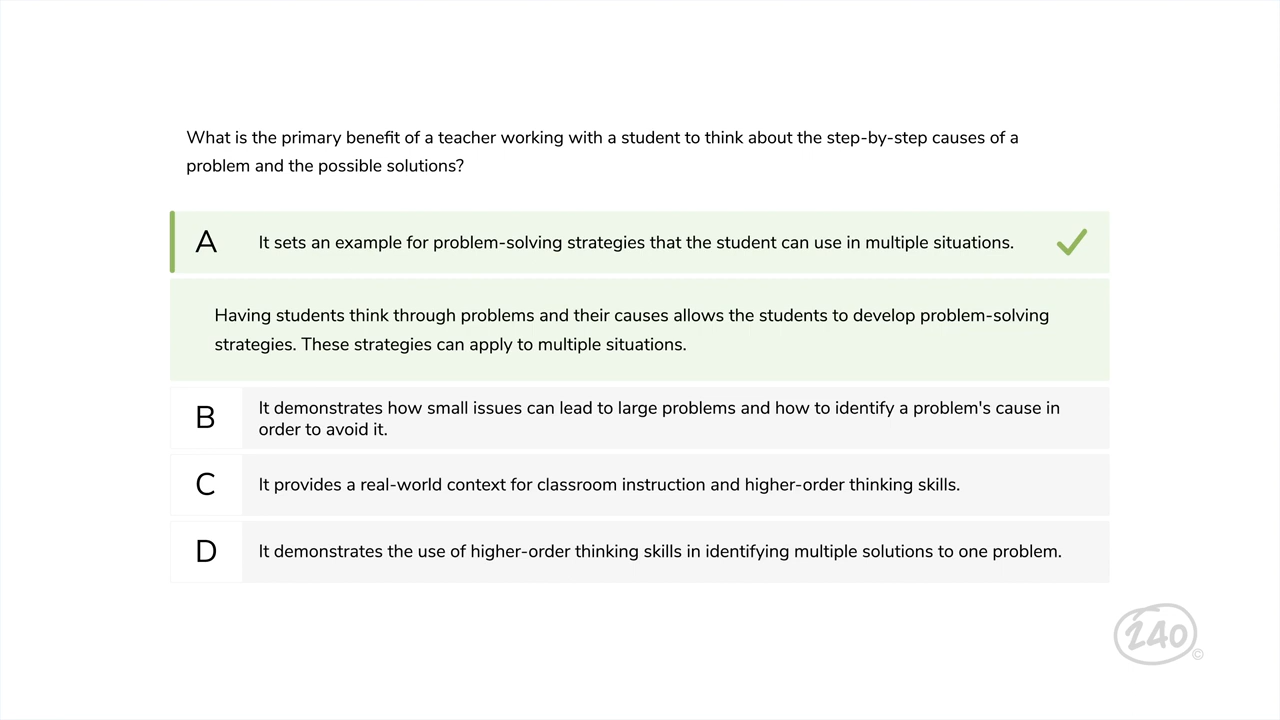 What is the primary benefit of a teacher working with a student to think about the step-by-step causes of a
problem and the possible solutions?
A
It sets an example for problem-solving strategies that the student can use in multiple situations.
Having students think through problems and their causes allows the students to develop problem-solving
strategies. These strategies can apply to multiple situations.
B
It demonstrates how small issues can lead to large problems and how to identify a problem's cause in
order to avoid it.
C
It provides a real-world context for classroom instruction and higher-order thinking skills.
D
It demonstrates the use of higher-order thinking skills in identifying multiple solutions to one problem.
240
©